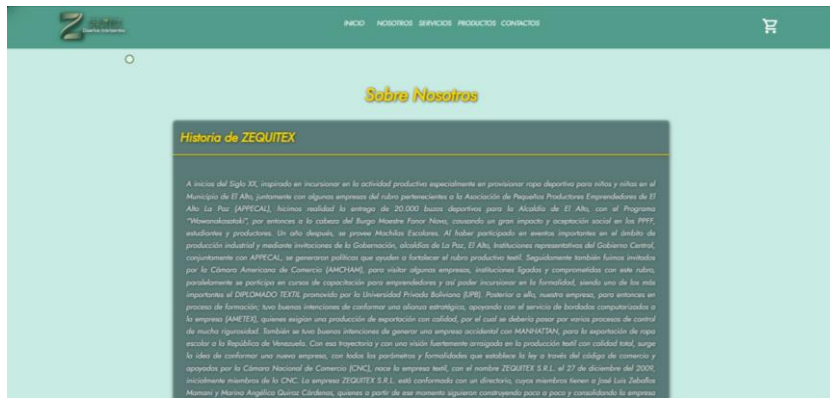 INICIO NOSOTROS SERVICIOS PRODUCTOS CONTACTOS
Sobre Nosotros
Historia de ZEQUITEX
A inicios del Siglo XX, inspirado en incursionar en la actividad productiva especialmente en provisionar ropa deportiva para niños y niñas en el
Municipio de El Alto, juntamente con algunas empresas del rubro pertenecientes a la Asociación de Pequeños Productores Emprendedores de El
Alto La Paz (APPECAL), hicimos realidad la entrega de 20.000 buzos deportivos para la Alcaldía de El Alto, con el Programa
"Wawanakasataki", por entonces a la cabeza del Burgo Maestre Fanor Nava, causando un gran impacto y aceptación social en las PPFF,
estudiantes y productores. Un año después, se provee Mochilas Escolares. Al haber participado en eventos importantes en el ámbito de
producción industrial y mediante invitaciones de la Gobernación, alcaldías de La Paz, El Alto, Instituciones representativas del Gobierno Central,
conjuntamente con APPECAL, se generaron políticas que ayuden a fortalecer el rubro productivo textil. Seguidamente también fuimos invitados
por la Cámara Americana de Comercio (AMCHAM), para visitar algunas empresas, instituciones ligadas y comprometidas con este rubro,
paralelamente se participa en cursos de capacitación para emprendedores y así poder incursionar en la formalidad, siendo uno de los más
importantes el DIPLOMADO TEXTIL promovido por la Universidad Privada Boliviana (UPB). Posterior a ello, nuestra empresa, para entonces en
proceso de formación; tuvo buenas intenciones de conformar una alianza estratégica, apoyando con el servicio de bordados computarizados a
la empresa (AMETEX), quienes exigían una producción de exportación con calidad, por el cual se debería pasar por varios procesos de control
de mucha rigurosidad. También se tuvo buenas intenciones de generar una empresa accidental con MANHATTAN, para la exportación de ropa
escolar a la República de Venezuela. Con esa trayectoria y con una visión fuertemente arraigada en la producción textil con calidad total, surge
la idea de conformar una nueva empresa, con todos los parámetros y formalidades que establece la ley a través del código de comercio y
apoyados por la Cámara Nacional de Comercio (CNC), nace la empresa textil, con el nombre ZEQUITEX S.R.L. el 27 de diciembre del 2009,
inicialmente miembros de la CNC. La empresa ZEQUITEX S.R.L. está conformada con un directorio, cuyos miembros tienen a José Luis Zeballos
Mamani y Marina Angélica Quiroz Cárdenas, quienes a partir de ese momento siguieron construyendo poco a poco y consolidando la empresa